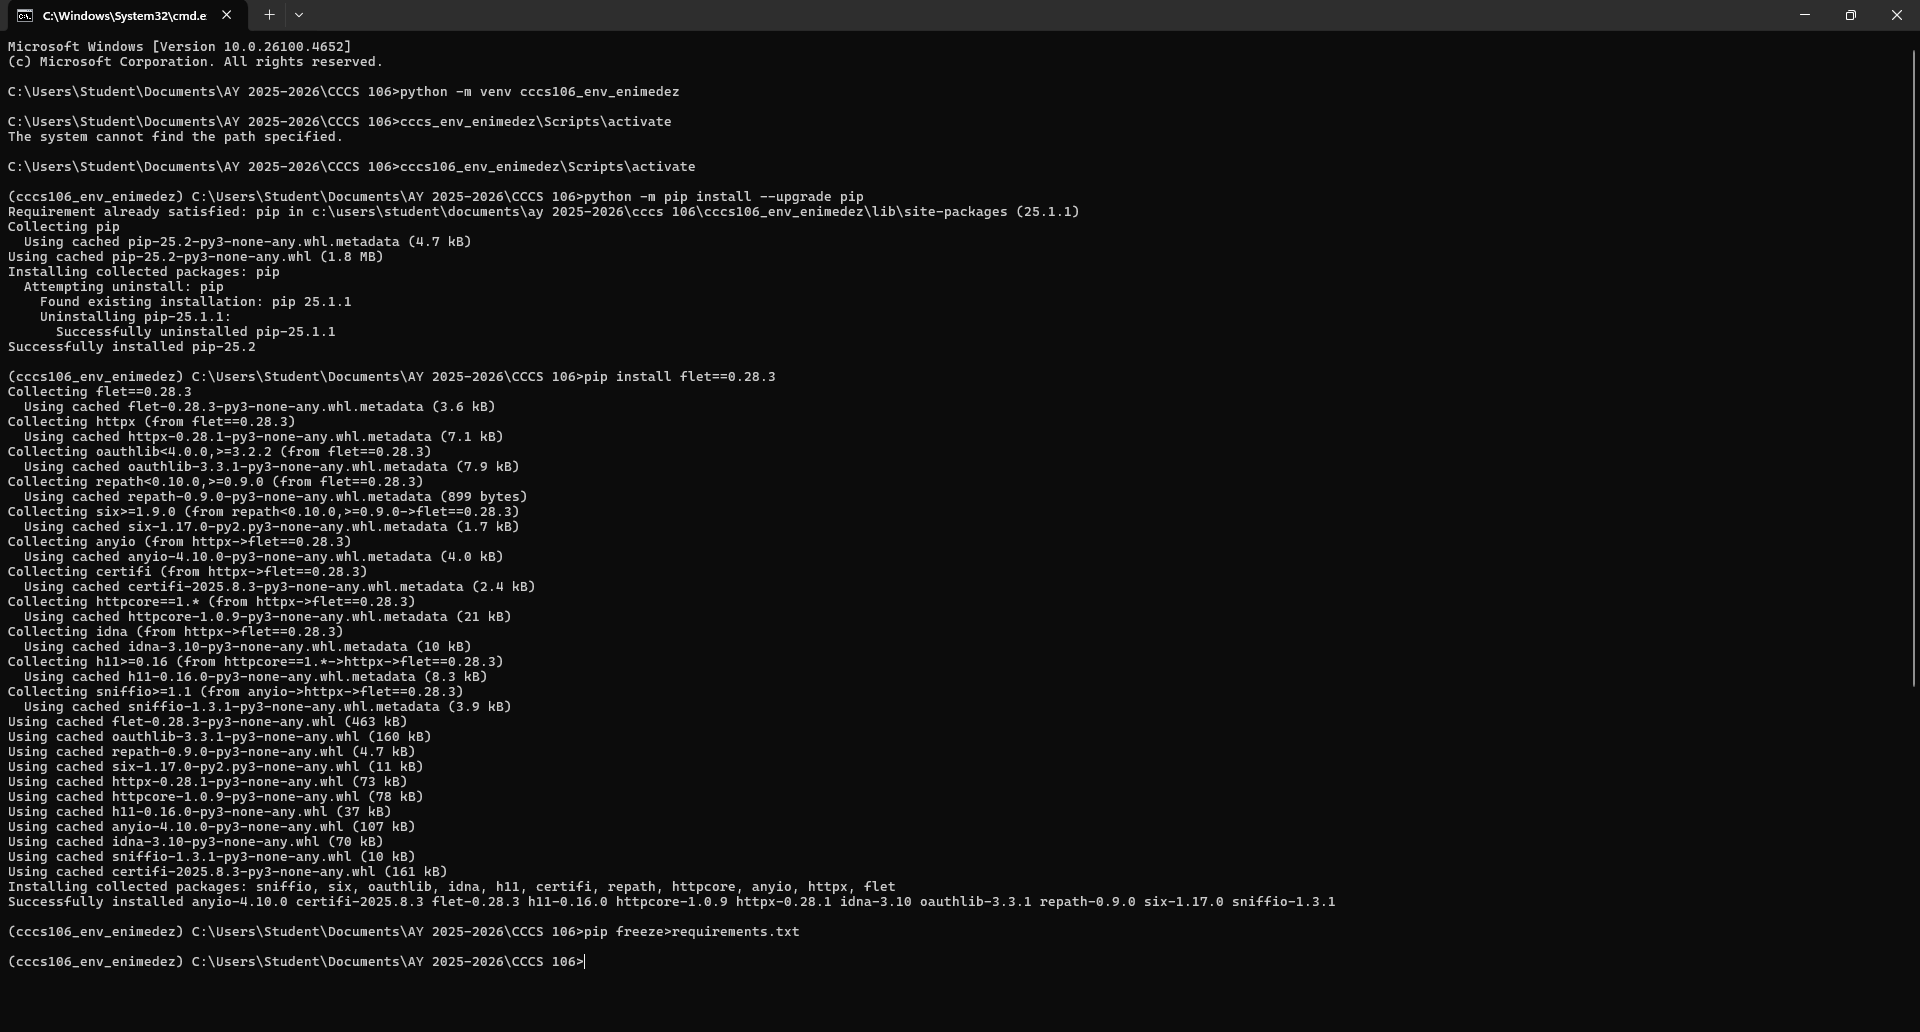 C:\Windows\System32\cmd.e
Microsoft Windows [Version 10.0.26100.4652]
(c) Microsoft Corporation. All rights reserved.
C:\Users\Student\Documents\AY 2025-2026\CCCS 106>python -m venv cccs106_env_enimedez
C:\Users\Student\Documents\AY 2025-2026\CCCS 106>cccs_env_enimedez\Scripts\activate
The system cannot find the path specified.
C:\Users\Student\Documents\AY 2025-2026\CCCS 106>cccs106_env_enimedez\Scripts\activate
(cccs106_env_enimedez) C:\Users\Student\Documents\AY 2025-2026\CCCS 106>python -m pip install --upgrade pip
Requirement already satisfied: pip in c:\users\student\documents\ay 2025-2026\cccs 106\cccs106_env_enimedez\lib\site-packages (25.1.1)
Collecting pip
  Using cached pip-25.2-py3-none-any.whl.metadata (4.7 kB)
Using cached pip-25.2-py3-none-any.whl (1.8 MB)
Installing collected packages: pip
  Attempting uninstall: pip
    Found existing installation: pip 25.1.1
    Uninstalling pip-25.1.1:
      Successfully uninstalled pip-25.1.1
Successfully installed pip-25.2
(cccs106_env_enimedez) C:\Users\Student\Documents\AY 2025-2026\CCCS 106>pip install flet==0.28.3
Collecting flet==0.28.3
  Using cached flet-0.28.3-py3-none-any.whl.metadata (3.6 kB)
Collecting httpx (from flet==0.28.3)
  Using cached httpx-0.28.1-py3-none-any.whl.metadata (7.1 kB)
Collecting oauthlib<4.0.0,>=3.2.2 (from flet==0.28.3)
  Using cached oauthlib-3.3.1-py3-none-any.whl.metadata (7.9 kB)
Collecting repath<0.10.0,>=0.9.0 (from flet==0.28.3)
  Using cached repath-0.9.0-py3-none-any.whl.metadata (899 bytes)
Collecting six>=1.9.0 (from repath<0.10.0,>=0.9.0->flet==0.28.3)
  Using cached six-1.17.0-py2.py3-none-any.whl.metadata (1.7 kB)
Collecting anyio (from httpx->flet==0.28.3)
  Using cached anyio-4.10.0-py3-none-any.whl.metadata (4.0 kB)
Collecting certifi (from httpx->flet==0.28.3)
  Using cached certifi-2025.8.3-py3-none-any.whl.metadata (2.4 kB)
Collecting httpcore==1.* (from httpx->flet==0.28.3)
  Using cached httpcore-1.0.9-py3-none-any.whl.metadata (21 kB)
Collecting idna (from httpx->flet==0.28.3)
  Using cached idna-3.10-py3-none-any.whl.metadata (10 kB)
Collecting h11>=0.16 (from httpcore==1.*->httpx->flet==0.28.3)
  Using cached h11-0.16.0-py3-none-any.whl.metadata (8.3 kB)
Collecting sniffio>=1.1 (from anyio->httpx->flet==0.28.3)
  Using cached sniffio-1.3.1-py3-none-any.whl.metadata (3.9 kB)
Using cached flet-0.28.3-py3-none-any.whl (463 kB)
Using cached oauthlib-3.3.1-py3-none-any.whl (160 kB)
Using cached repath-0.9.0-py3-none-any.whl (4.7 kB)
Using cached six-1.17.0-py2.py3-none-any.whl (11 kB)
Using cached httpx-0.28.1-py3-none-any.whl (73 kB)
Using cached httpcore-1.0.9-py3-none-any.whl (78 kB)
Using cached h11-0.16.0-py3-none-any.whl (37 kB)
Using cached anyio-4.10.0-py3-none-any.whl (107 kB)
Using cached idna-3.10-py3-none-any.whl (70 kB)
Using cached sniffio-1.3.1-py3-none-any.whl (10 kB)
Using cached certifi-2025.8.3-py3-none-any.whl (161 kB)
Installing collected packages: sniffio, six, oauthlib, idna, h11, certifi, repath, httpcore, anyio, httpx, flet
Successfully installed anyio-4.10.0 certifi-2025.8.3 flet-0.28.3 h11-0.16.0 httpcore-1.0.9 httpx-0.28.1 idna-3.10 oauthlib-3.3.1 repath-0.9.0 six-1.17.0 sniffio-1.3.1
(cccs106_env_enimedez) C:\Users\Student\Documents\AY 2025-2026\CCCS 106>pip freeze>requirements.txt
(cccs106_env_enimedez) C:\Users\Student\Documents\AY 2025-2026\CCCS 106>